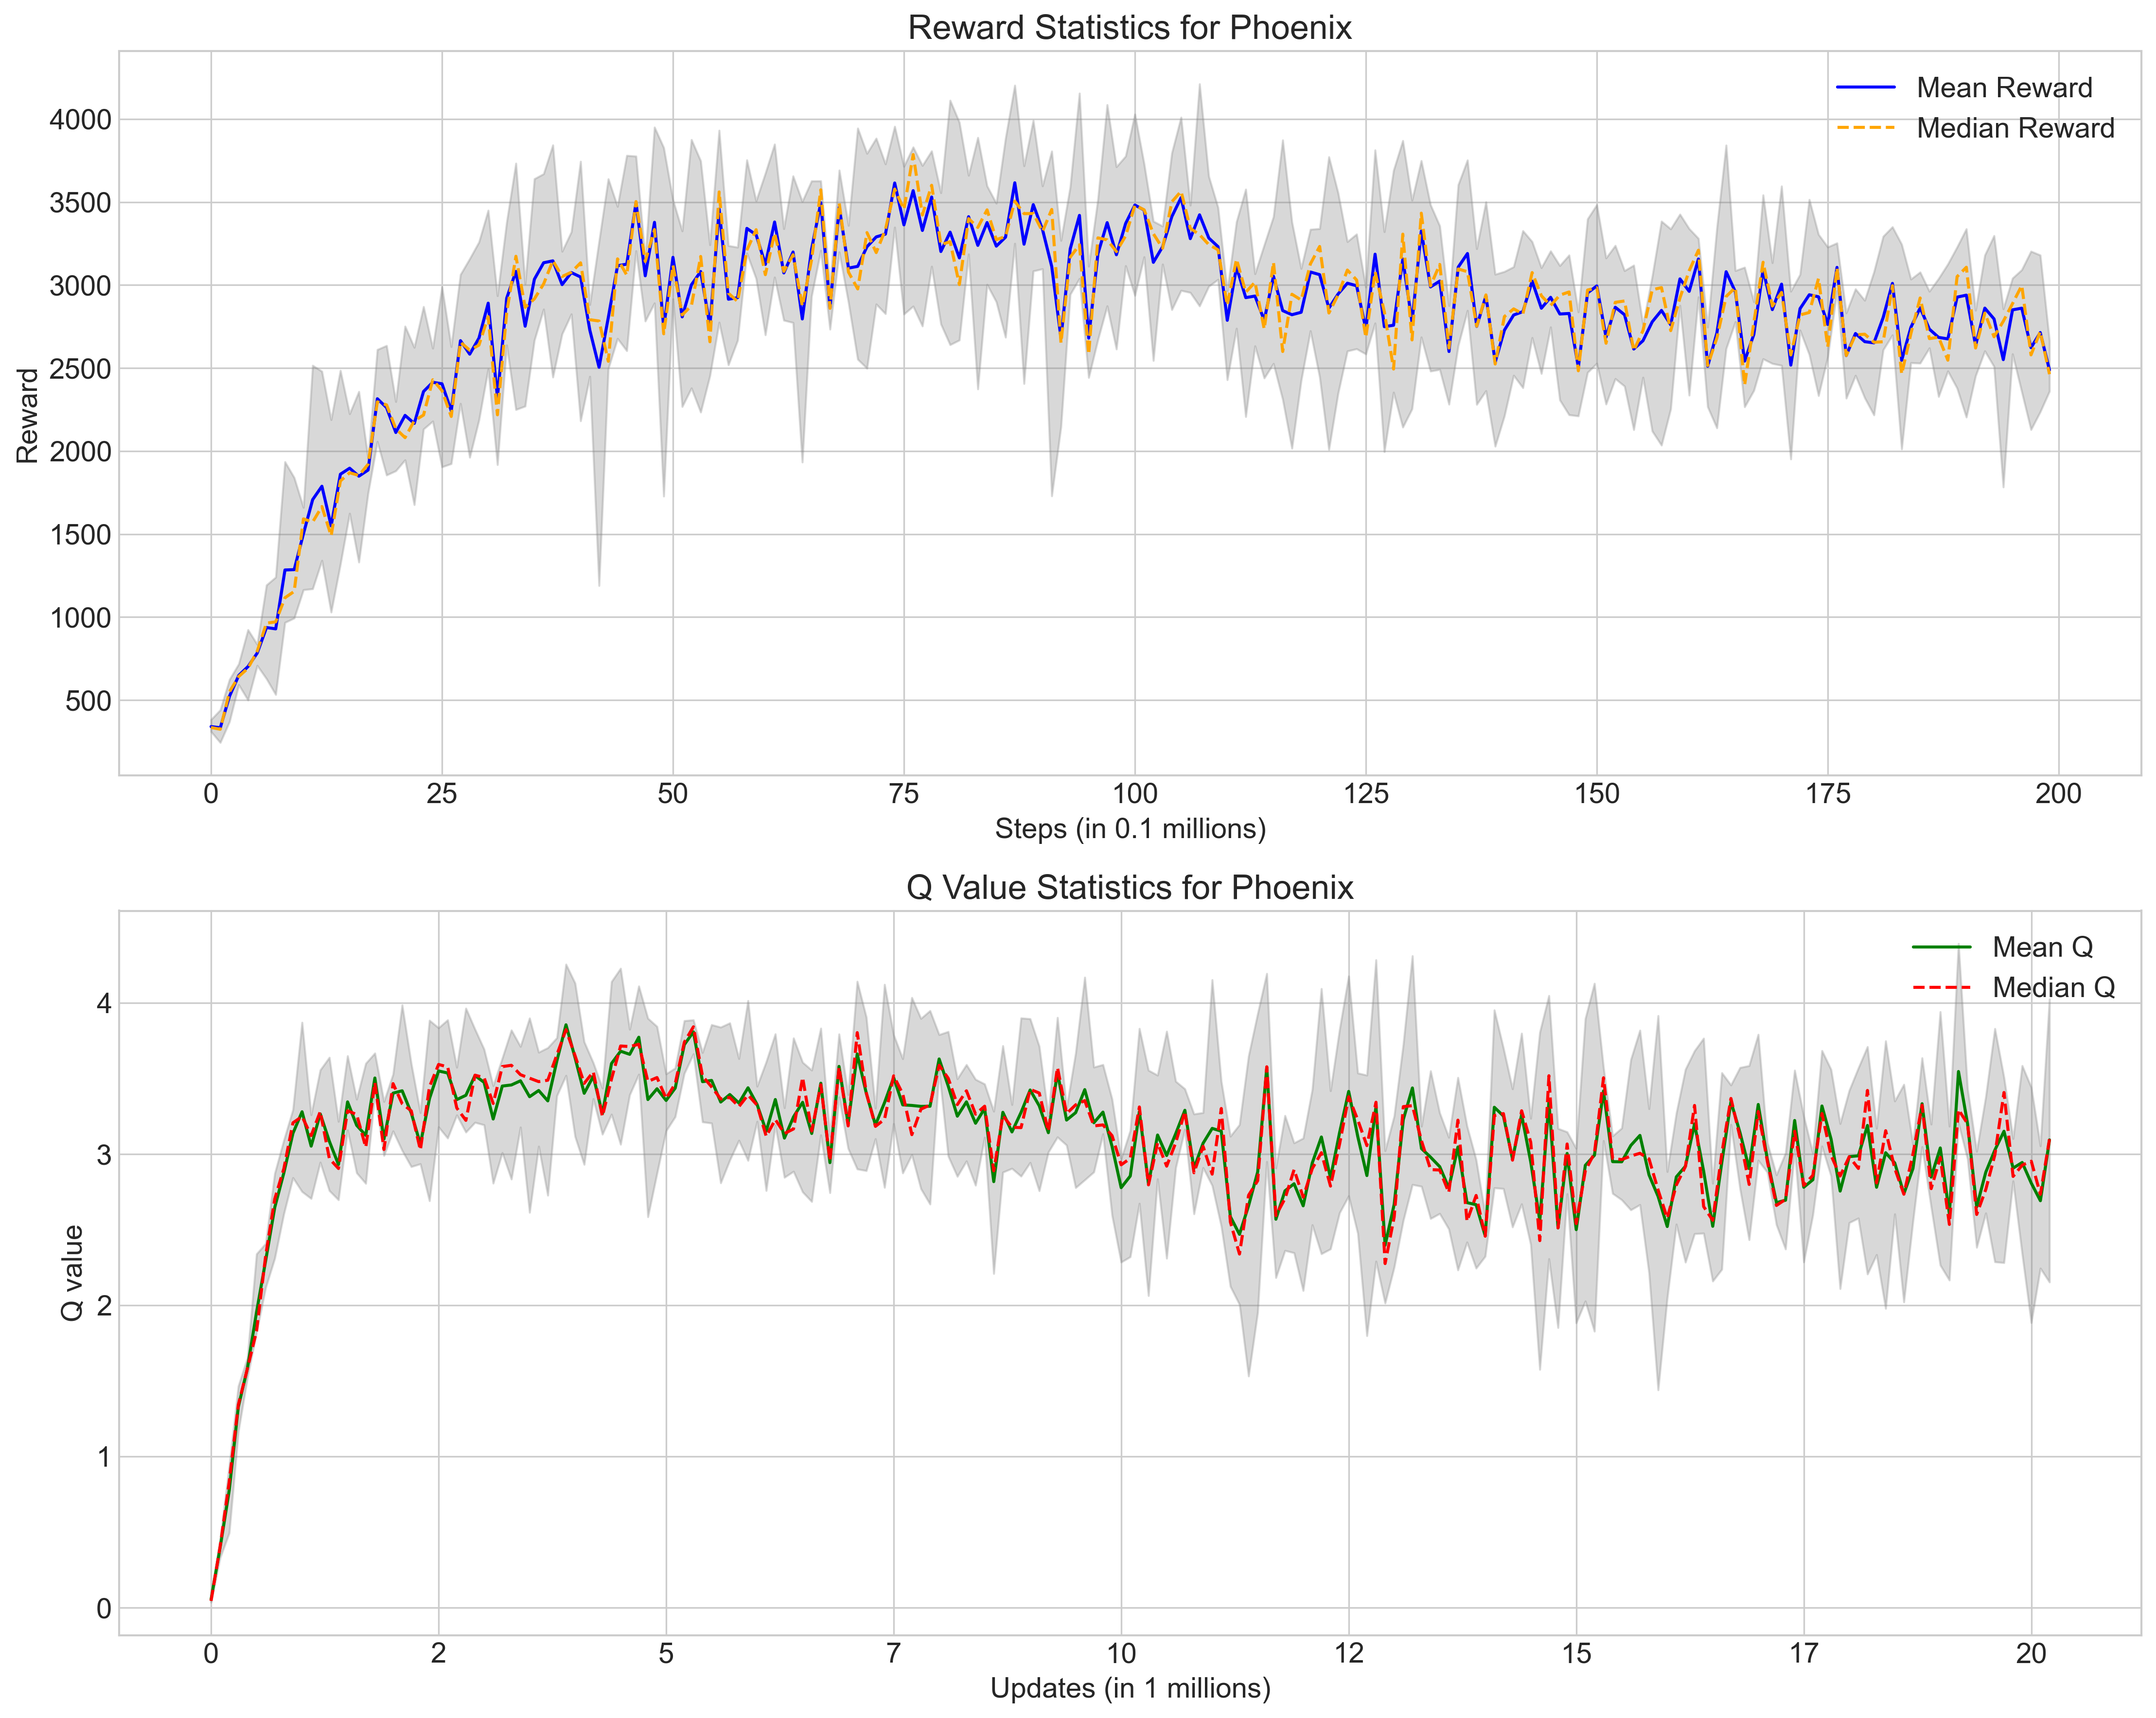 Reward Statistics for Phoenix
Mean Reward
Median Reward
4000
3500
3000
2500
2000
1500
1000
500
Reward
0 25 50 75 100 125 150 175 200
Steps (in 0.1 millions)
Q Value Statistics for Phoenix
Mean Q
Median Q
4
3
2
1
0
Q value
0 2 5 7 10 12 15 17 20
Updates (in 1 millions)